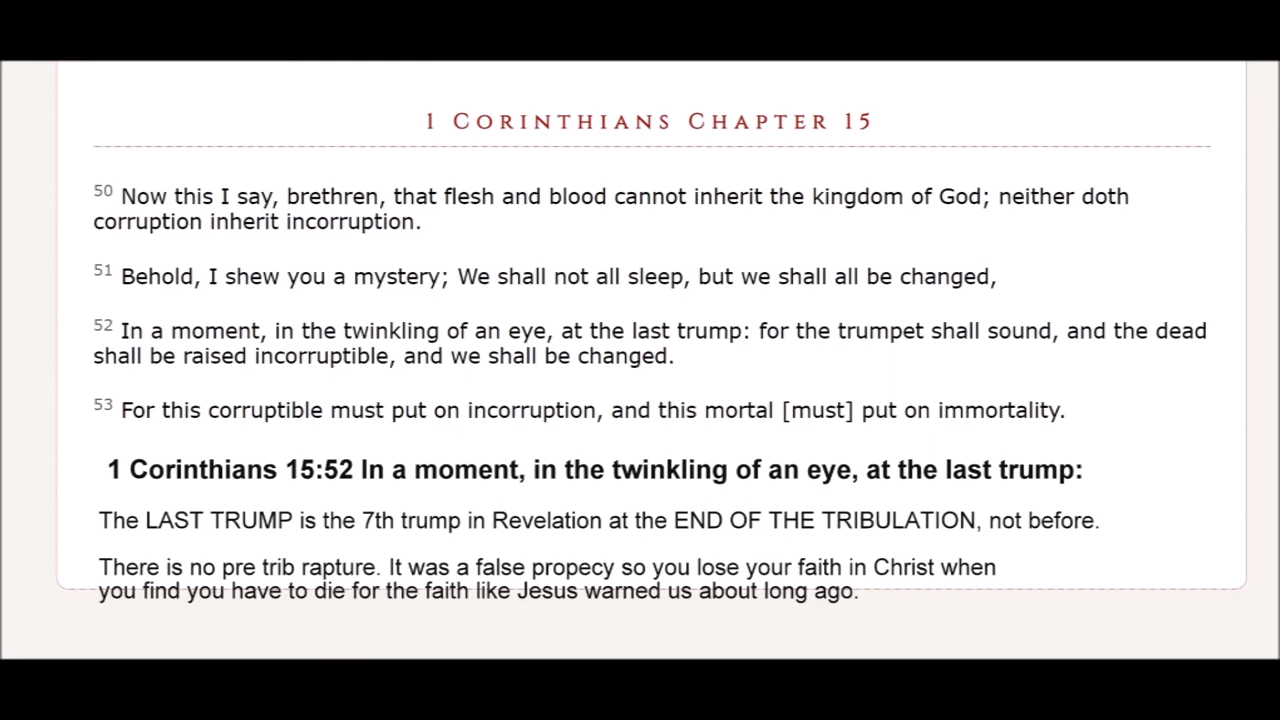 1 Corinthians Chapter 15
50 Now this I say, brethren, that flesh and blood cannot inherit the kingdom of God; neither doth
corruption inherit incorruption.
51 Behold, I shew you a mystery; We shall not all sleep, but we shall all be changed,
52 In a moment, in the twinkling of an eye, at the last trump: for the trumpet shall sound, and the dead
shall be raised incorruptible, and we shall be changed.
53 For this corruptible must put on incorruption, and this mortal [must] put on immortality.
1 Corinthians 15:52 In a moment, in the twinkling of an eye, at the last trump:
The LAST TRUMP is the 7th trump in Revelation at the END OF THE TRIBULATION, not before.
There is no pre trib rapture. It was a false propecy so you lose your faith in Christ when
you find you have to die for the faith like Jesus warned us about long ago.